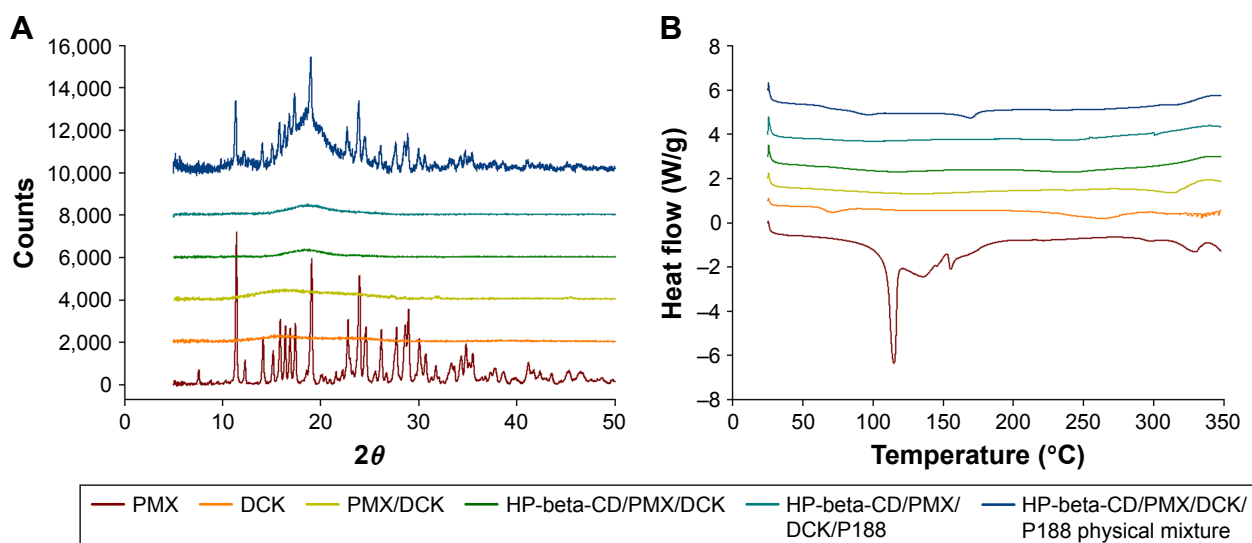 A
B
16,000
14,000
12,000
10,000
8,000
6,000
4,000
2,000
0
Counts
0
10
20
30
40
50
2θ
8
6
4
2
0
–2
–4
–6
–8
Heat flow (W/g)
0
50
100
150
200
250
300
350
Temperature (°C)
PMX
DCK
PMX/DCK
HP-beta-CD/PMX/DCK
HP-beta-CD/PMX/
DCK/P188
HP-beta-CD/PMX/DCK/
P188 physical mixture